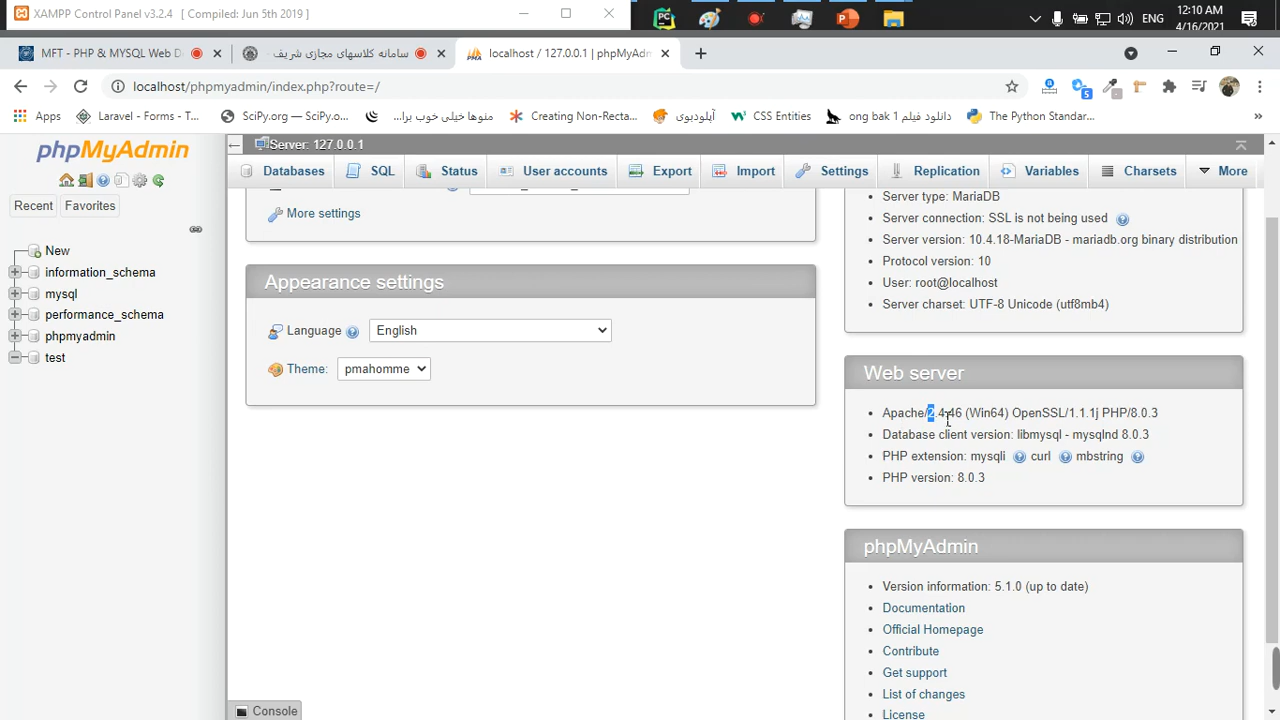 XAMPP Control Panel v3.2.4 [ Compiled: Jun 5th 2019 ]
PC
ENG
12:10 AM
4/16/2021
MFT - PHP & MYSQL Web D
سامانه کلاسهای مجازی شریف -
localhost / 127.0.0.1 | phpMyAdm
localhost/phpmyadmin/index.php?route=/
5
Apps
Laravel - Forms - T...
SciPy.org — SciPy.o...
منوها خیلی خوب برا...
Creating Non-Recta...
آپلودبوی
CSS Entities
دانلود فیلم ong bak 1
The Python Standar...
»
phpMyAdmin
Recent
Favorites
New
information_schema
mysql
performance_schema
phpmyadmin
test
Server: 127.0.0.1
Databases
SQL
Status
User accounts
Export
Import
Settings
Replication
Variables
Charsets
More
More settings
Appearance settings
Language
English
Theme:
pmahomme
Server type: MariaDB
Server connection: SSL is not being used
Server version: 10.4.18-MariaDB - mariadb.org binary distribution
Protocol version: 10
User: root@localhost
Server charset: UTF-8 Unicode (utf8mb4)
Web server
Apache/2.4.46 (Win64) OpenSSL/1.1.1j PHP/8.0.3
Database client version: libmysql - mysqlnd 8.0.3
PHP extension: mysqli curl mbstring
PHP version: 8.0.3
phpMyAdmin
Version information: 5.1.0 (up to date)
Documentation
Official Homepage
Contribute
Get support
List of changes
License
Console